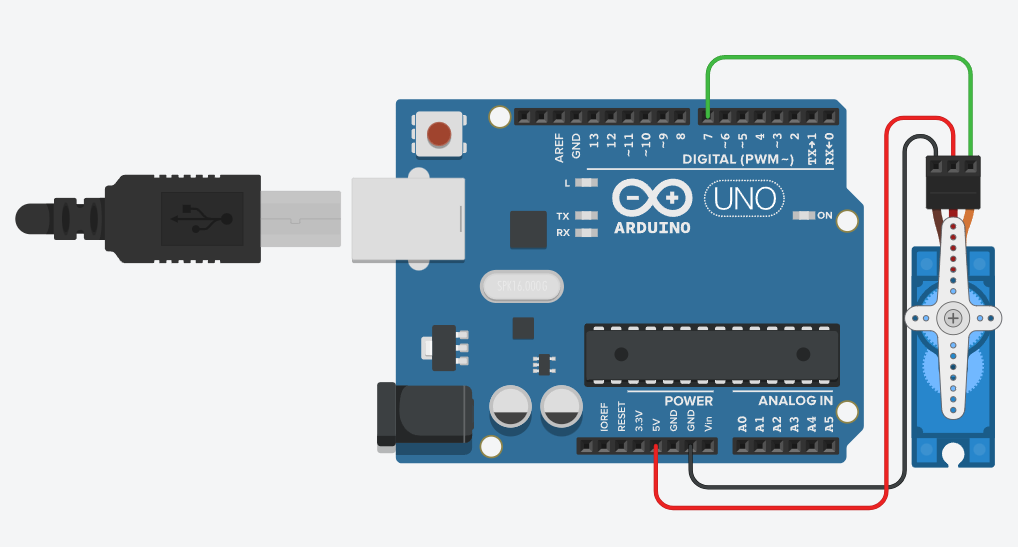 AREF
GND
13
12
~11
~10
~9
8
7
~6
~5
4
~3
2
TX→1
RX←0
DIGITAL (PWM~)
L
TX
RX
UNO
ON
ARDUINO
SPK16.000G
POWER
ANALOG IN
IOREF
RESET
3.3V
5V
GND
GND
Vin
A0
A1
A2
A3
A4
A5